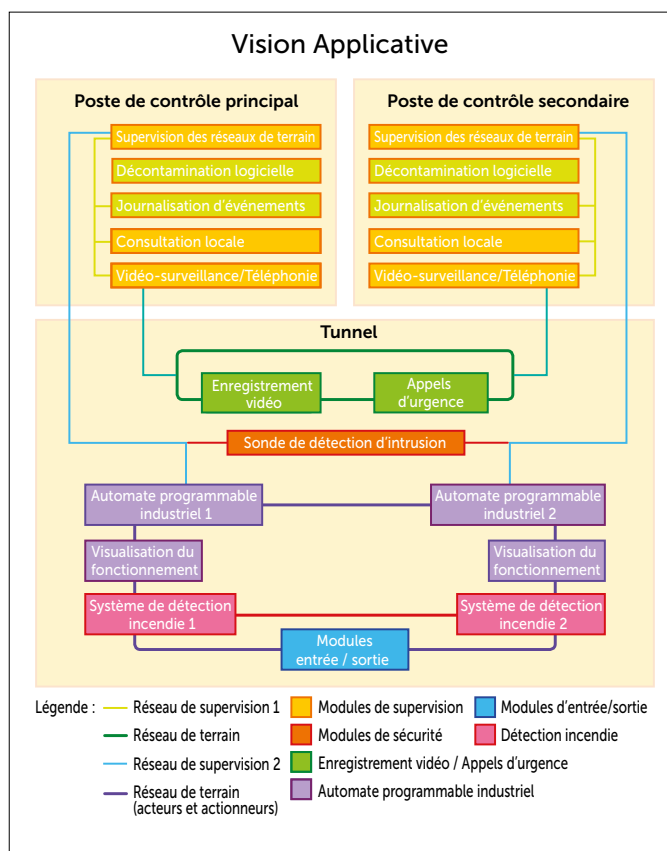 Vision Applicative
Poste de contrôle principal
Supervision des réseaux de terrain
Décontamination logicielle
Journalisation d'événements
Consultation locale
Vidéo-surveillance/Téléphonie
Poste de contrôle secondaire
Supervision des réseaux de terrain
Décontamination logicielle
Journalisation d'événements
Consultation locale
Vidéo-surveillance/Téléphonie
Tunnel
Enregistrement
vidéo
Appels
d'urgence
Sonde de détection d'intrusion
Automate programmable
industriel 1
Automate programmable
industriel 2
Visualisation du
fonctionnement
Visualisation du
fonctionnement
Système de détection
incendie 1
Système de détection
incendie 2
Modules
entrée / sortie
Légende :
Réseau de supervision 1
Réseau de terrain
Réseau de supervision 2
Réseau de terrain
(acteurs et actionneurs)
Modules de supervision
Modules de sécurité
Enregistrement vidéo / Appels d'urgence
Automate programmable industriel
Modules d'entrée/sortie
Détection incendie